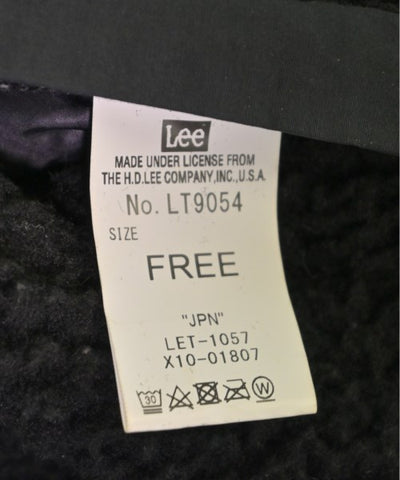 Lee
MADE UNDER LICENSE FROM
THE H.D.LEE COMPANY,INC.,U.S.A.
No. LT9054
SIZE
FREE
"JPN"
LET-1057
X10-01807
30
W